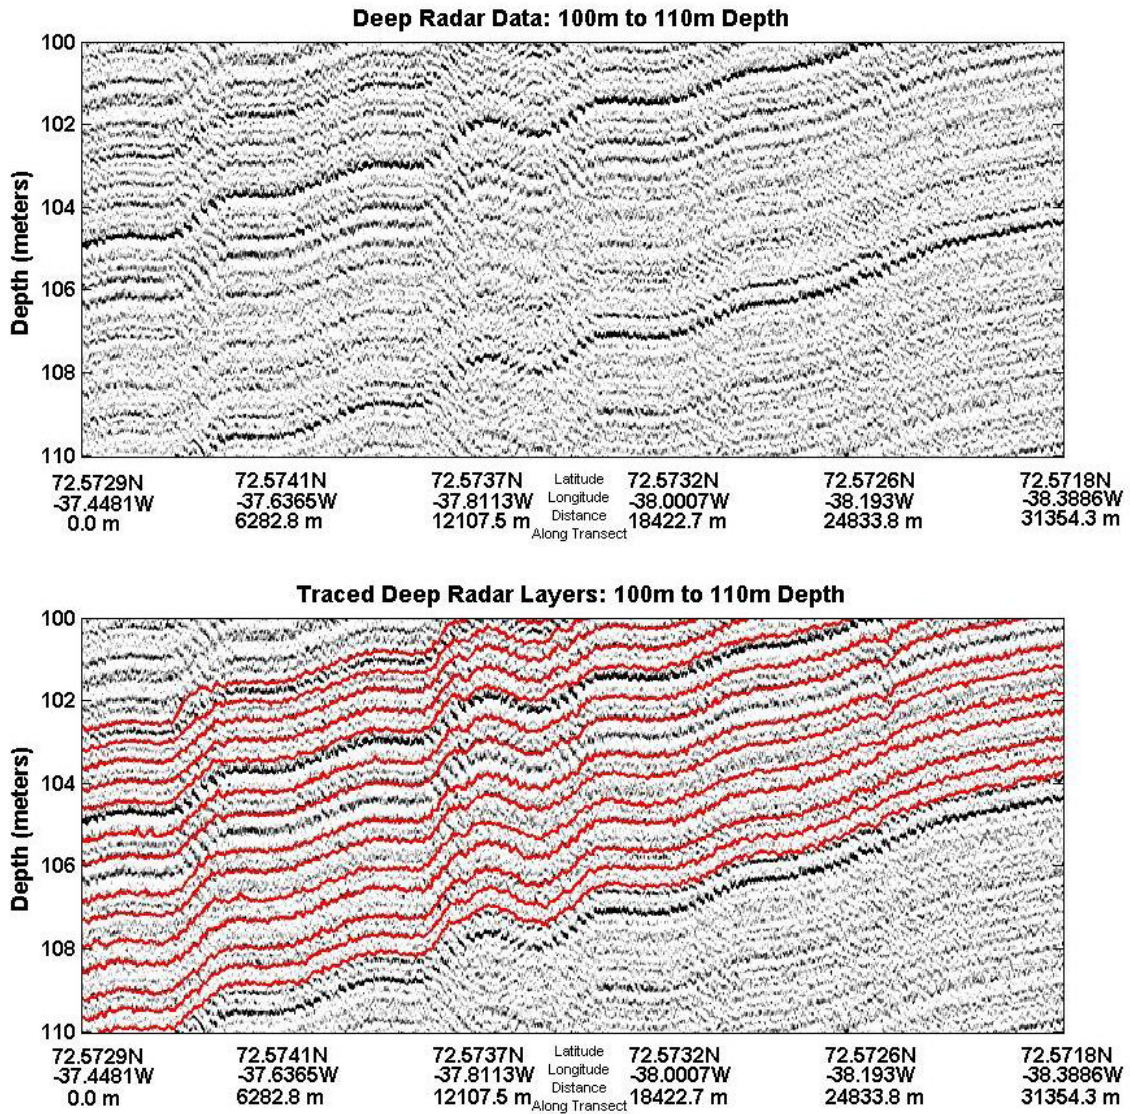 Deep Radar Data: 100m to 110m Depth
100
102
104
106
108
110
Depth (meters)
72.5729N 72.5741N 72.5737N Latitude 72.5732N 72.5726N 72.5718N
-37.4481W -37.6365W -37.8113W Longitude -38.0007W -38.193W -38.3886W
0.0 m 6282.8 m 12107.5 m Distance 18422.7 m 24833.8 m 31354.3 m
Along Transect
Traced Deep Radar Layers: 100m to 110m Depth
100
102
104
106
108
110
Depth (meters)
72.5729N 72.5741N 72.5737N Latitude 72.5732N 72.5726N 72.5718N
-37.4481W -37.6365W -37.8113W Longitude -38.0007W -38.193W -38.3886W
0.0 m 6282.8 m 12107.5 m Distance 18422.7 m 24833.8 m 31354.3 m
Along Transect